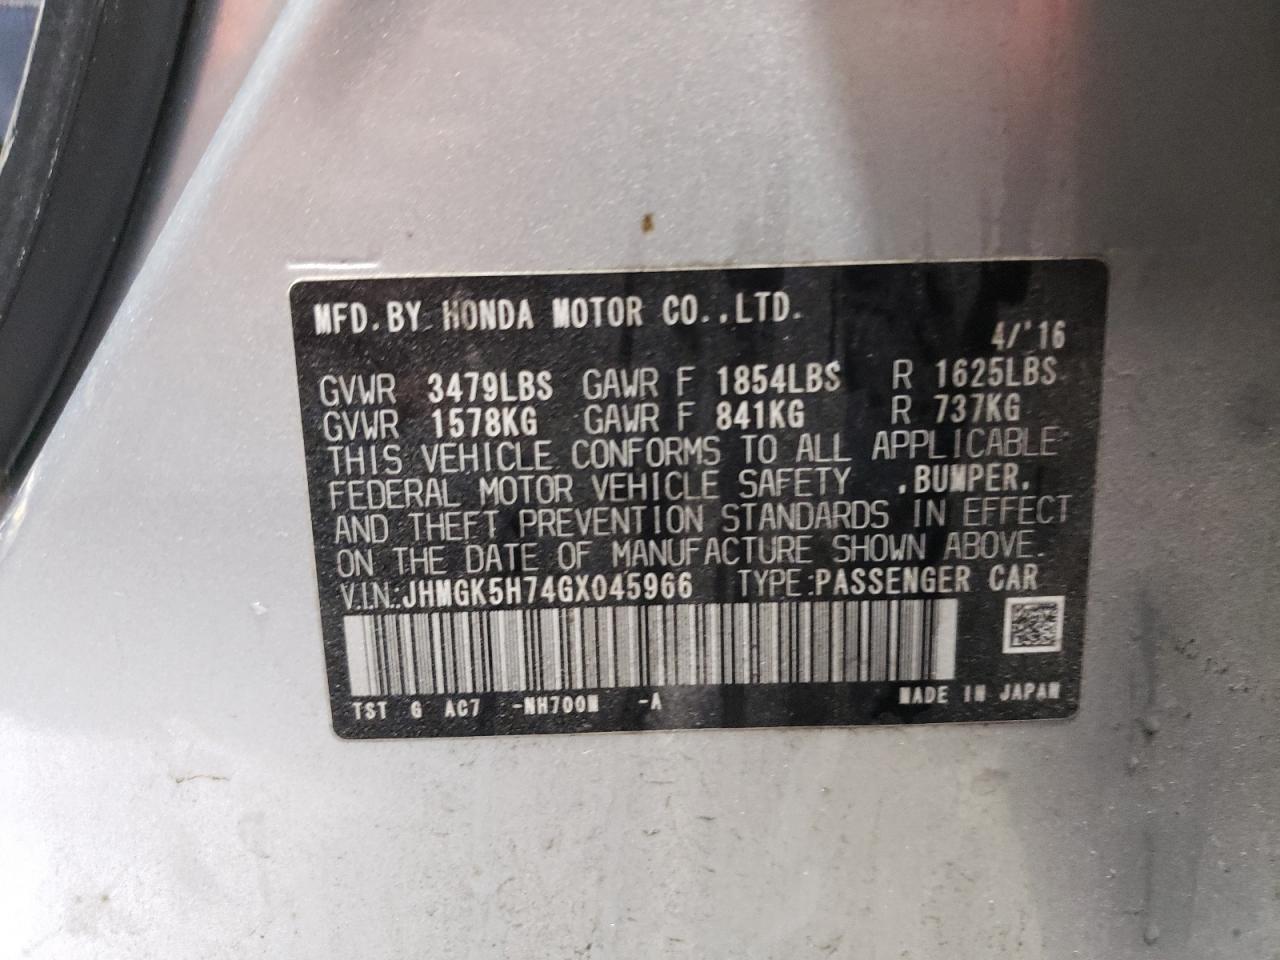 MFD. BY HONDA MOTOR CO., LTD.
4/'16
GVWR 3479LBS GAWR F 1854LBS R 1625LBS
GVWR 1578KG GAWR F 841KG R 737KG
THIS VEHICLE CONFORMS TO ALL APPLICABLE
FEDERAL MOTOR VEHICLE SAFETY ,BUMPER,
AND THEFT PREVENTION STANDARDS IN EFFECT
ON THE DATE OF MANUFACTURE SHOWN ABOVE.
V.I.N.:JHMGK5H74GX045966 TYPE:PASSENGER CAR
TST G AC7 -NH700M -A MADE IN JAPAN